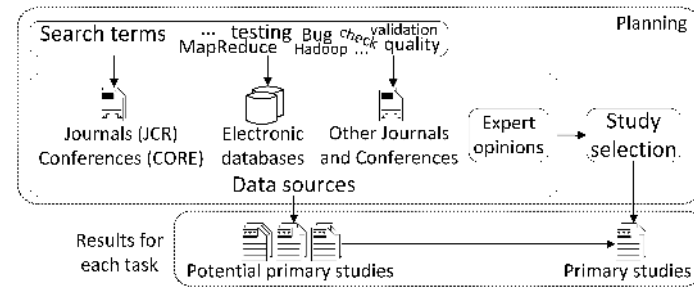 Planning
Search terms
... testing Bug check validation
MapReduce Hadoop ... quality
Journals (JCR)
Conferences (CORE)
Electronic
databases
Other Journals
and Conferences
Expert
opinions
Study
selection
Data sources
Results for
each task
Potential primary studies
Primary studies